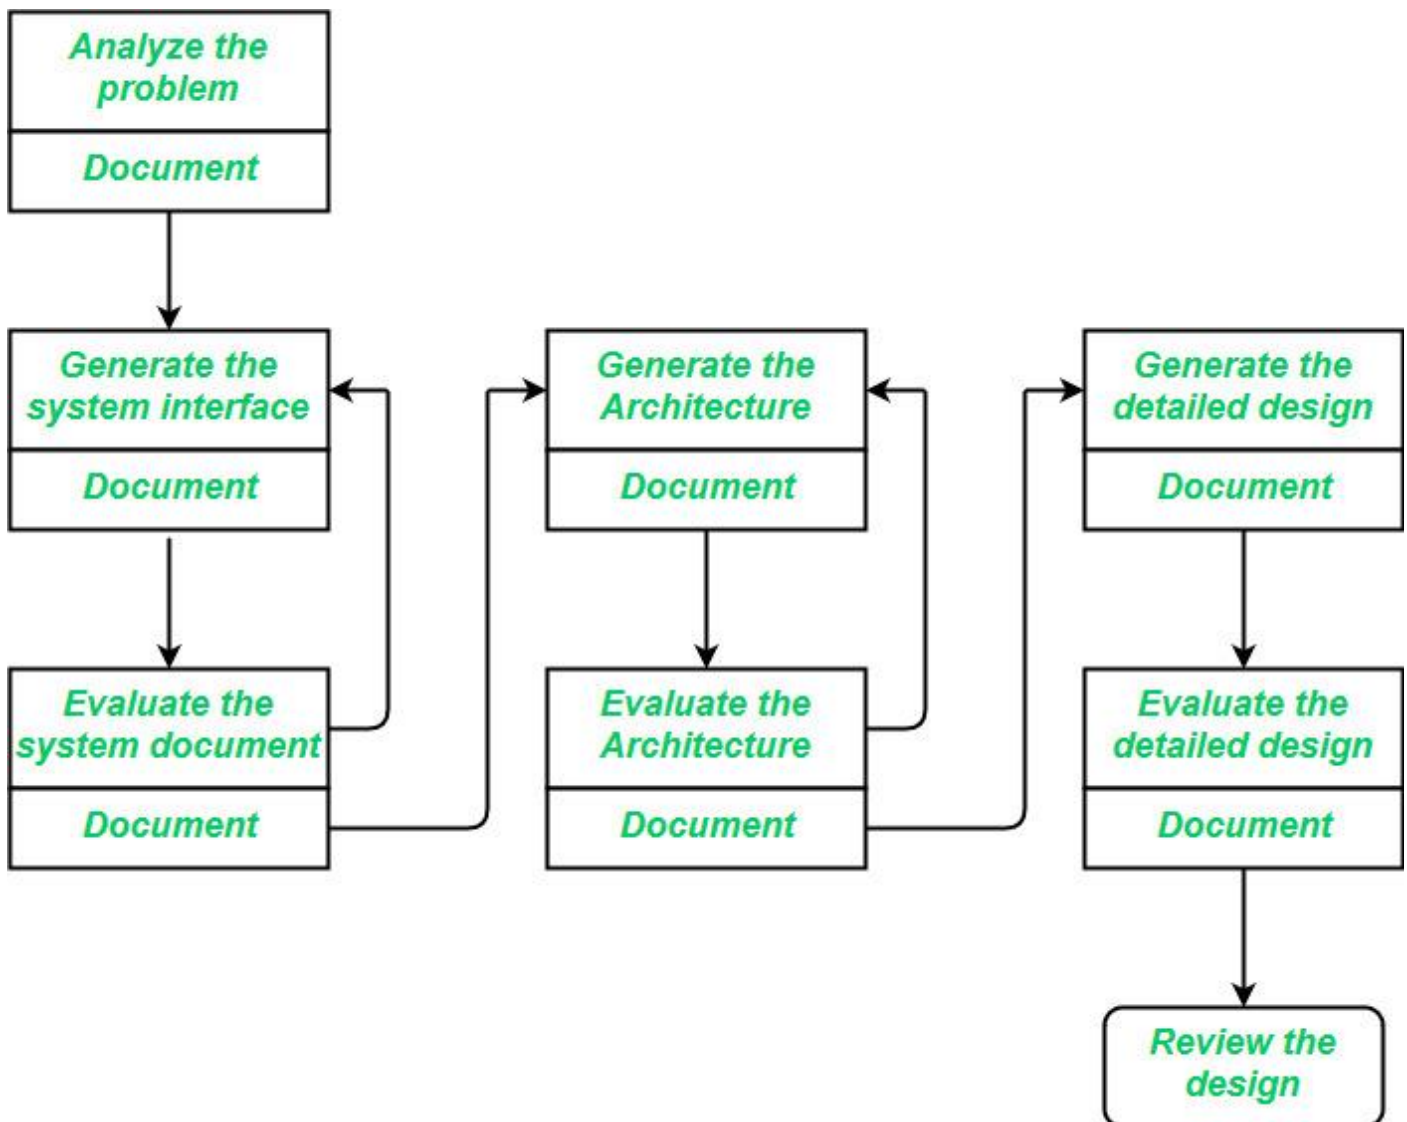 Analyze the
problem
Document
Generate the
system interface
Document
Evaluate the
system document
Document
Generate the
Architecture
Document
Evaluate the
Architecture
Document
Generate the
detailed design
Document
Evaluate the
detailed design
Document
Review the
design